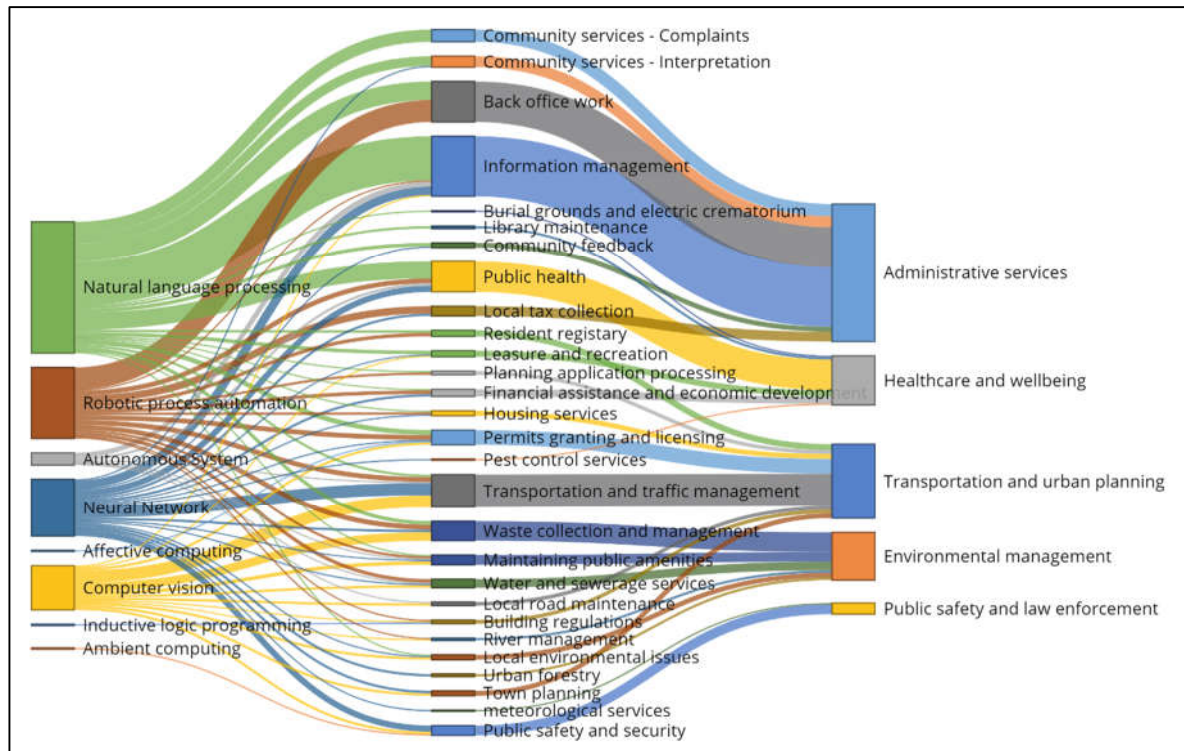 Natural language processing
Robotic process automation
Autonomous System
Neural Network
Affective computing
Computer vision
Inductive logic programming
Ambient computing
Community services - Complaints
Community services - Interpretation
Back office work
Information management
Burial grounds and electric crematorium
Library maintenance
Community feedback
Public health
Local tax collection
Resident registary
Leasure and recreation
Planning application processing
Financial assistance and economic development
Housing services
Permits granting and licensing
Pest control services
Transportation and traffic management
Waste collection and management
Maintaining public amenities
Water and sewerage services
Local road maintenance
Building regulations
River management
Local environmental issues
Urban forestry
Town planning
meteorological services
Public safety and security
Administrative services
Healthcare and wellbeing
Transportation and urban planning
Environmental management
Public safety and law enforcement